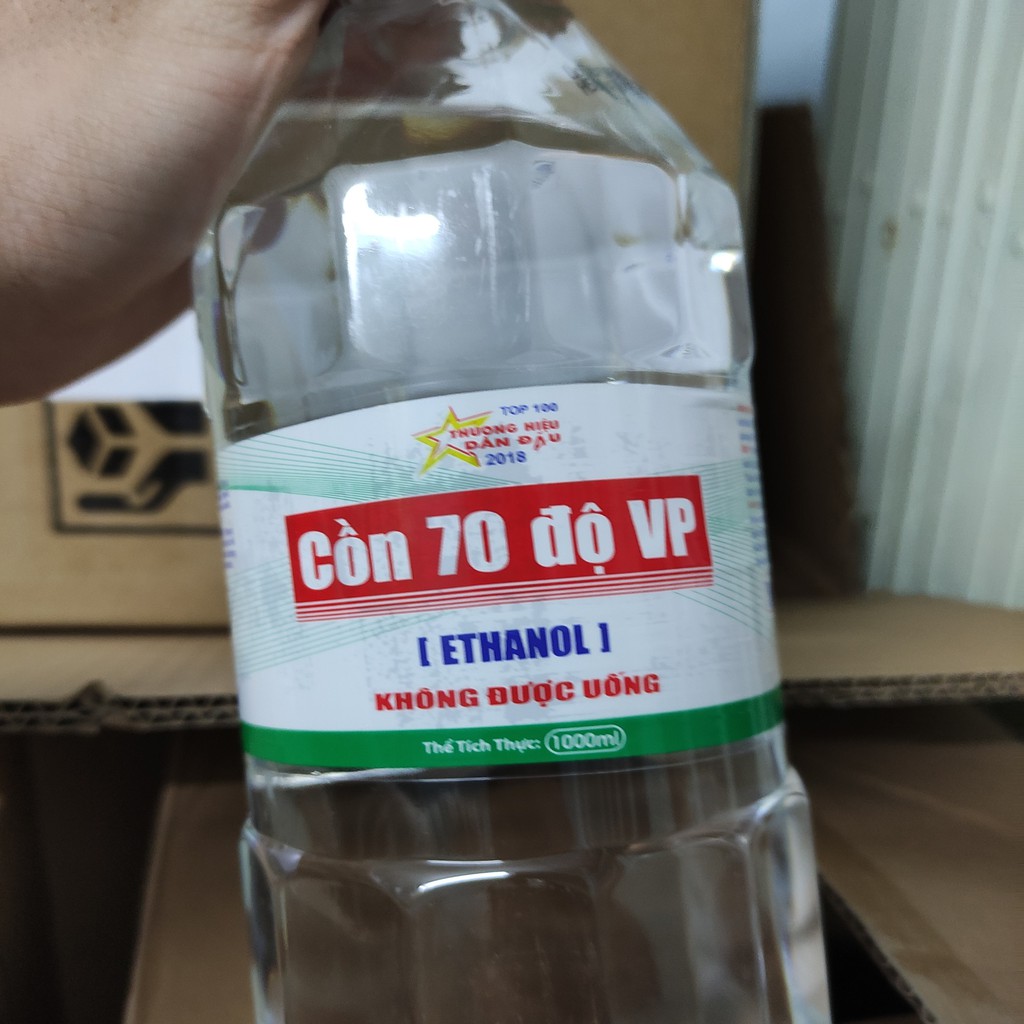 TOP 100
THƯƠNG HIỆU
DẪN ĐẦU
2018
Cồn 70 độ VP
[ ETHANOL ]
KHÔNG ĐƯỢC UỐNG
Thể Tích Thực: 1000ml